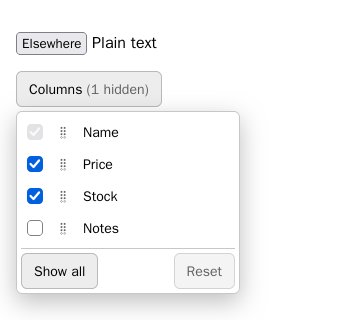 Elsewhere Plain text
Columns (1 hidden)
Name
Price
Stock
Notes
Show all Reset